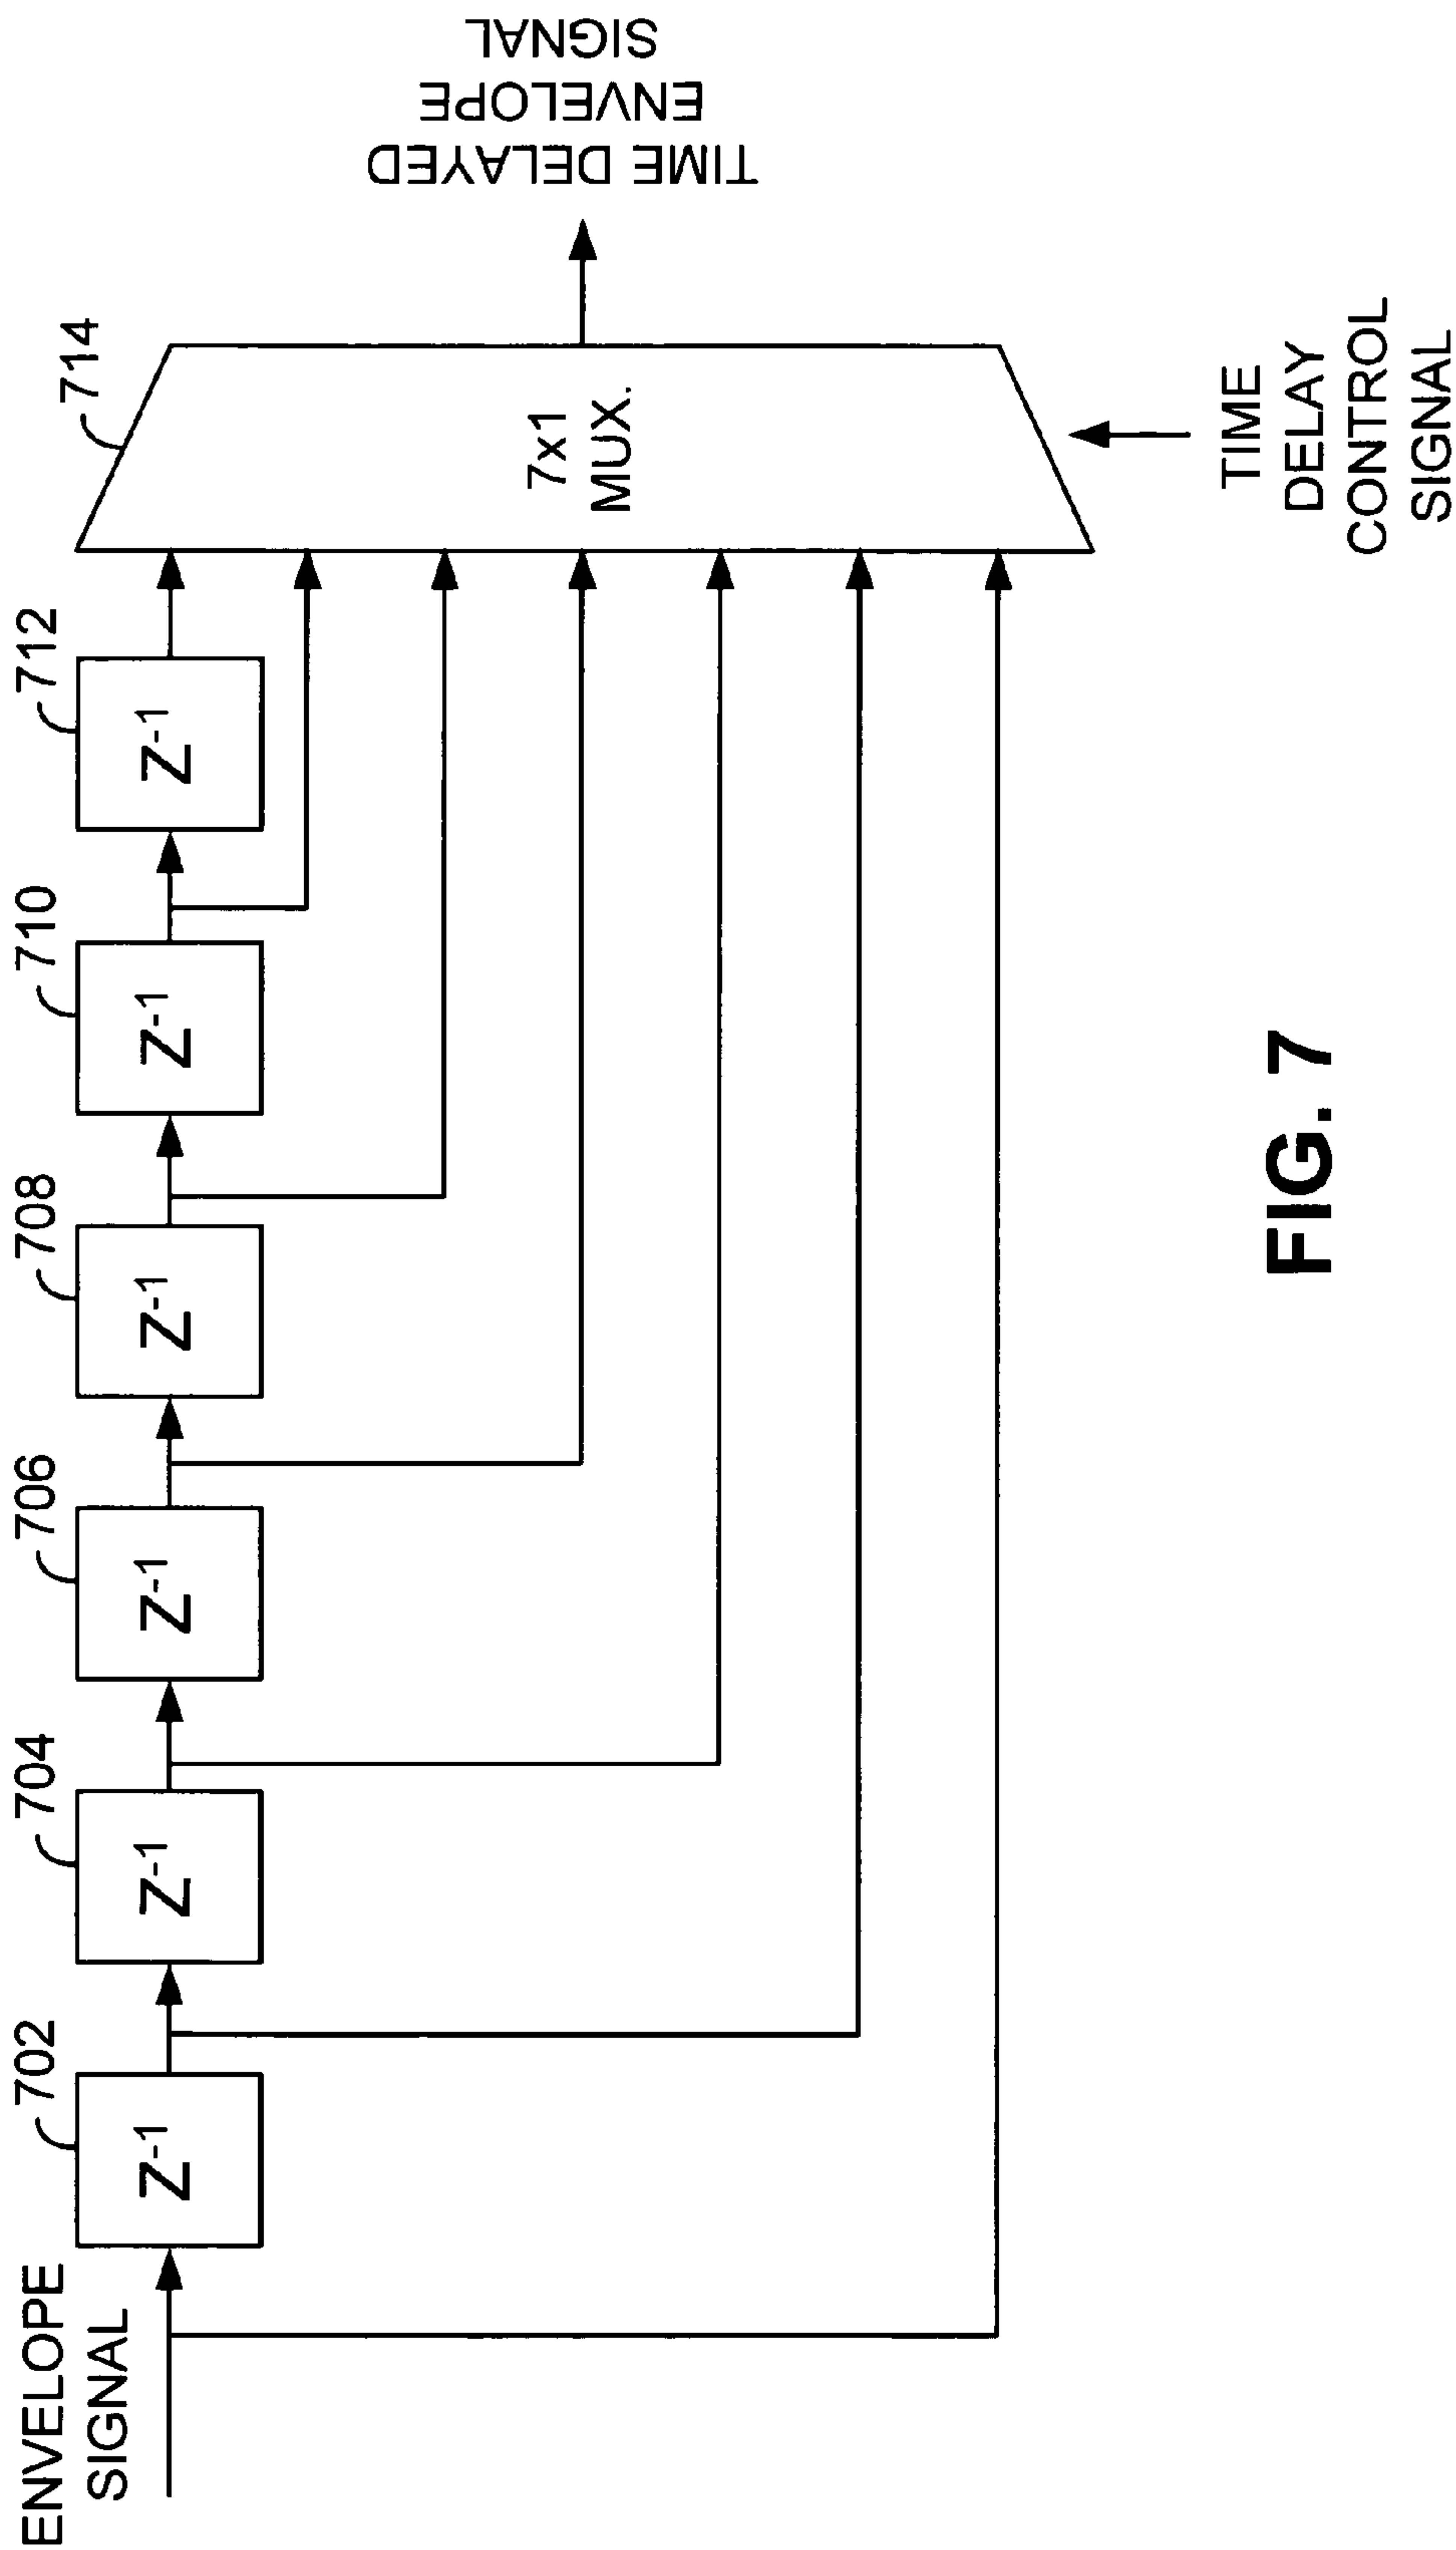 ENVELOPE
SIGNAL
702
704
706
708
710
712
714
Z-1
Z-1
Z-1
Z-1
Z-1
Z-1
7x1
MUX.
TIME DELAYED
ENVELOPE
SIGNAL
TIME
DELAY
CONTROL
SIGNAL
FIG. 7